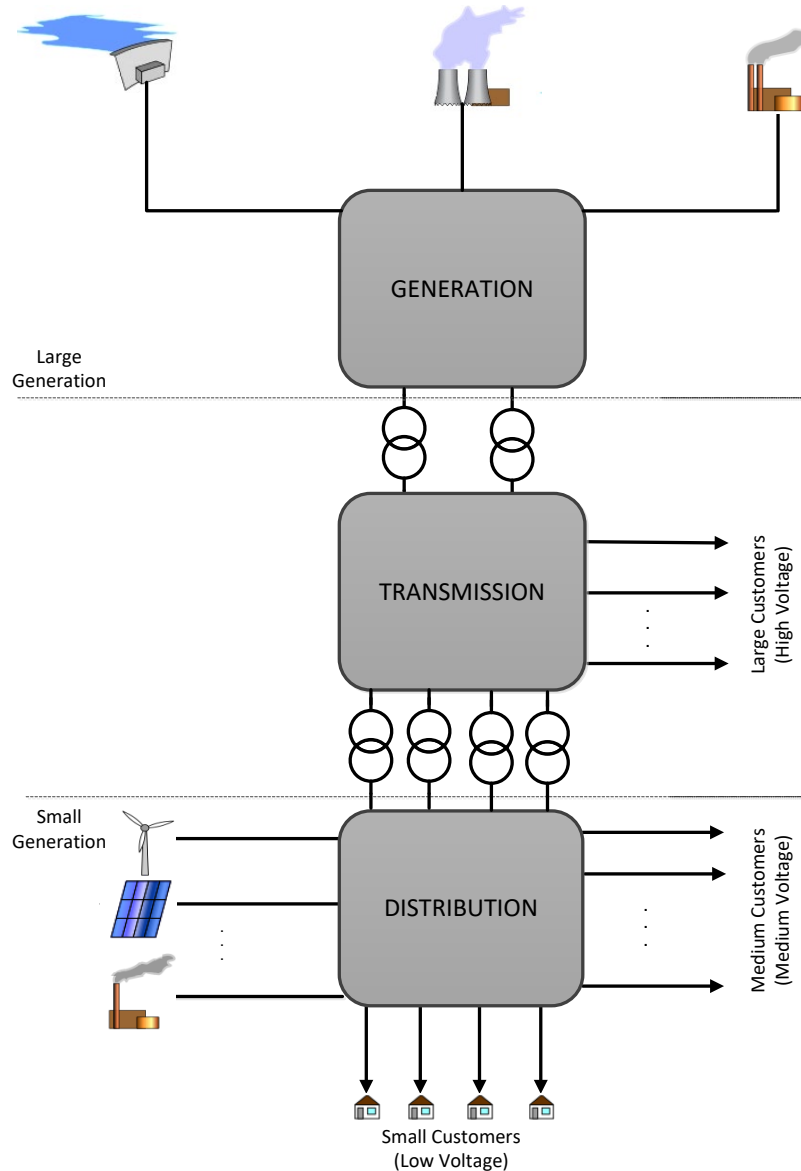 GENERATION
Large
Generation
TRANSMISSION
Large Customers
(High Voltage)
Small
Generation
DISTRIBUTION
Medium Customers
(Medium Voltage)
Small Customers
(Low Voltage)